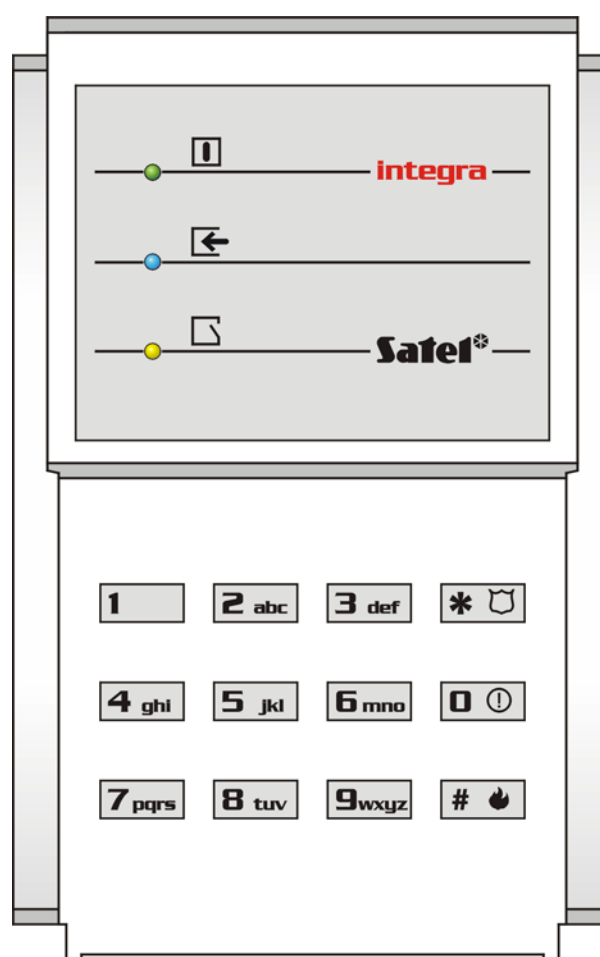 integra
Satel
1 2 abc 3 def *
4 ghi 5 jkl 6 mno 0
7 pqrs 8 tuv 9 wxyz #